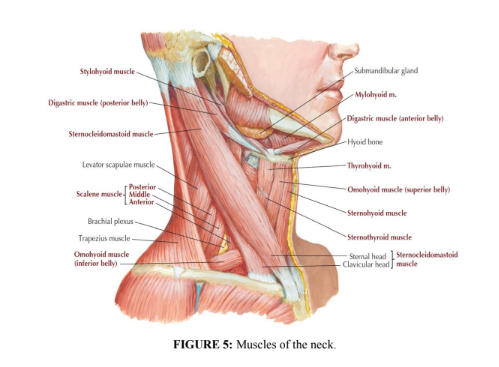 Stylohyoid muscle
Digastric muscle (posterior belly)
Sternocleidomastoid muscle
Levator scapulae muscle
Scalene muscle
Posterior
Middle
Anterior
Brachial plexus
Trapezius muscle
Omohyoid muscle
(inferior belly)
Submandibular gland
Mylohyoid m.
Digastric muscle (anterior belly)
Hyoid bone
Thyrohyoid m.
Omohyoid muscle (superior belly)
Sternohyoid muscle
Sternothyroid muscle
Sternal head
Clavicular head
Sternocleidomastoid
muscle
FIGURE 5: Muscles of the neck.